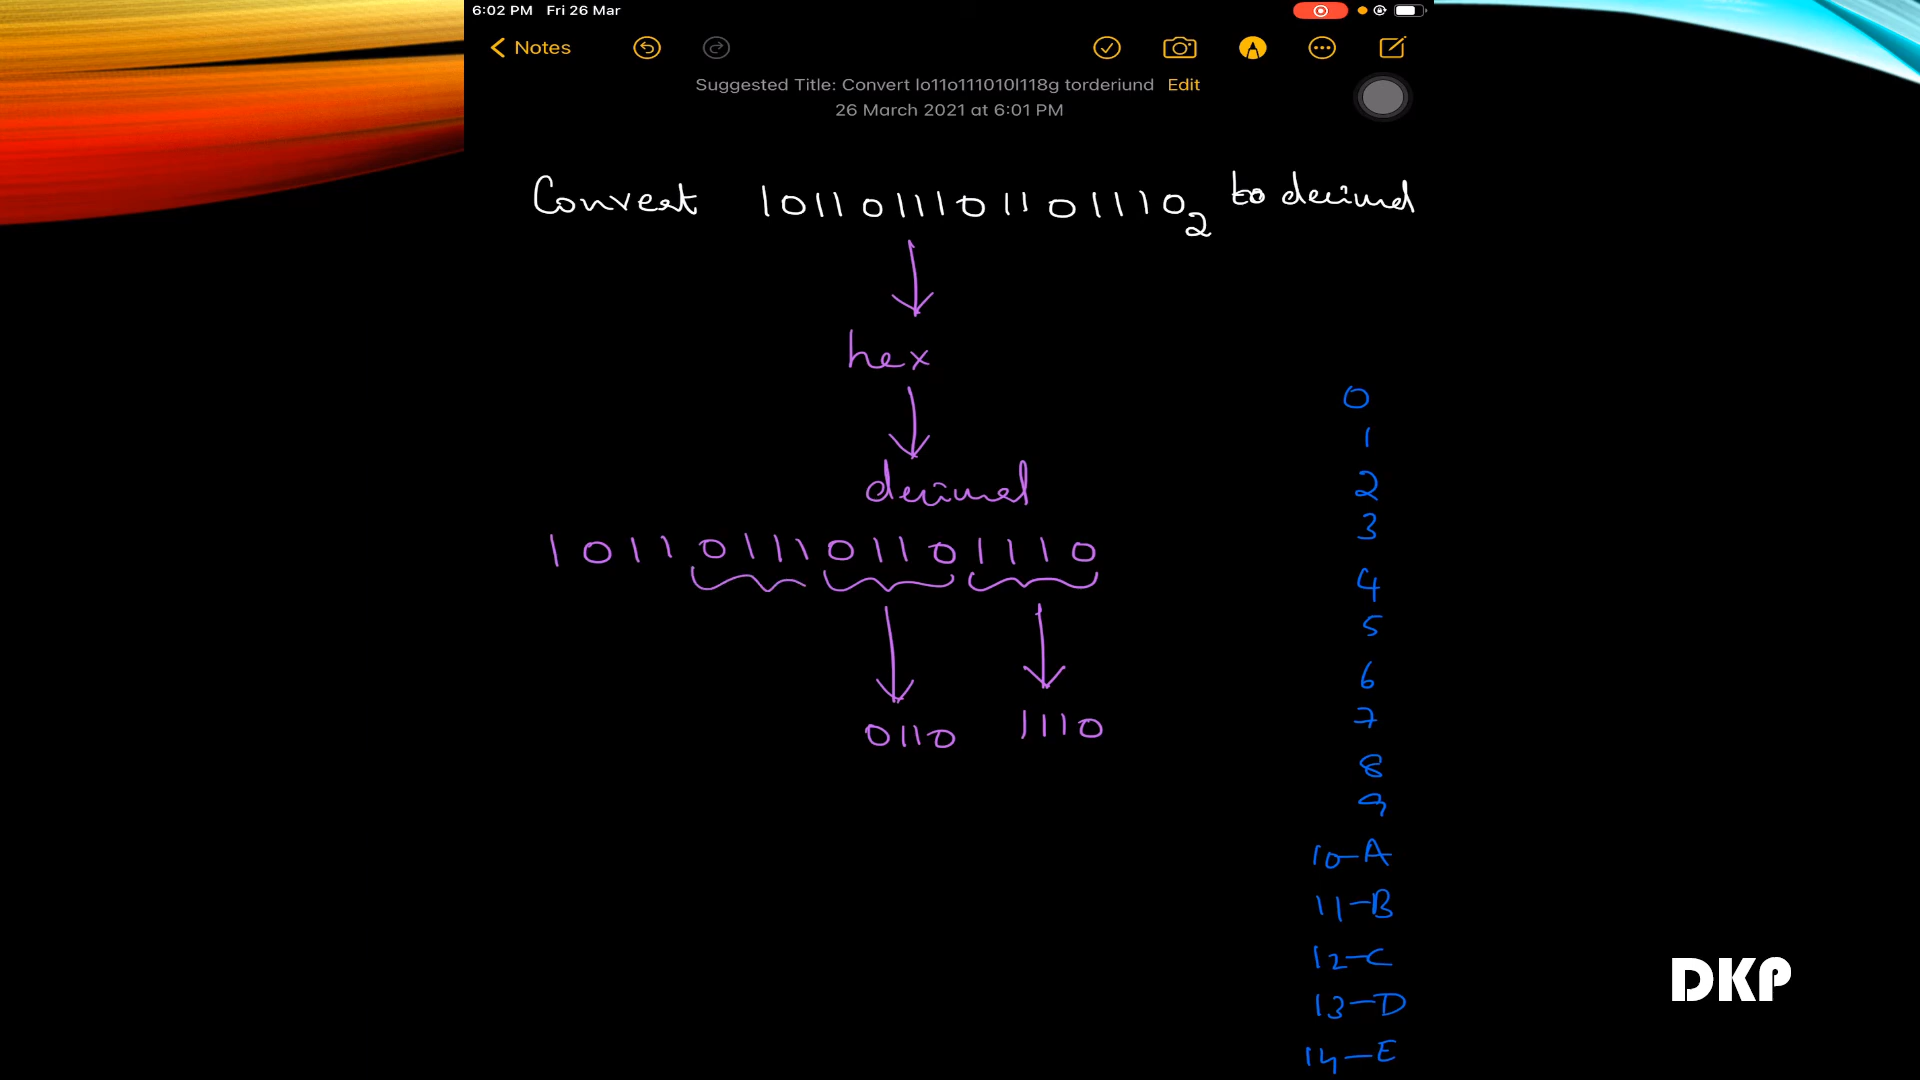 6:02 PM Fri 26 Mar
Notes
Suggested Title: Convert lo11o111010l118g torderiund Edit
26 March 2021 at 6:01 PM
Convert 1011011101101110₂ to decimal
hex
decimal
1011011101101110
0110 1110
0
1
2
3
4
5
6
7
8
9
10-A
11-B
12-C
13-D
14-E
DKP